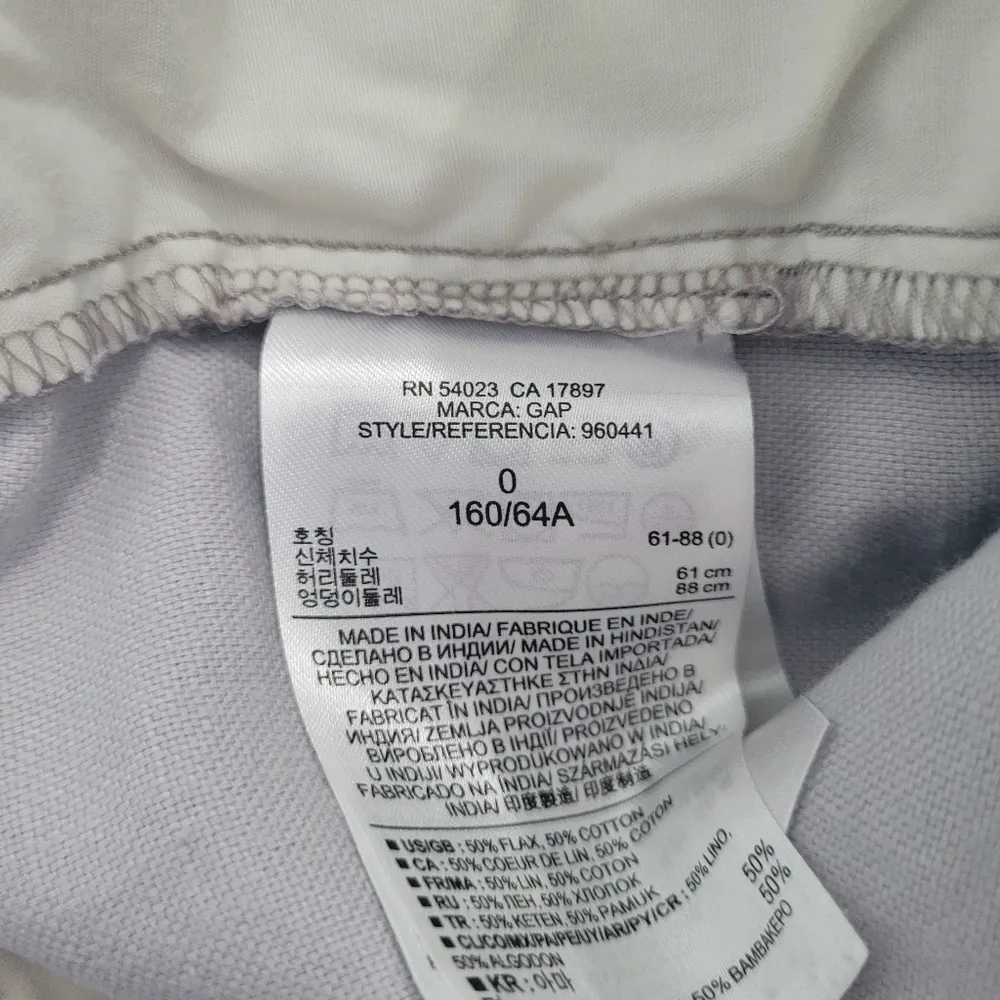 RN 54023 CA 17897
MARCA: GAP
STYLE/REFERENCIA: 960441
0
160/64A
호칭 61-88 (0)
신체치수
허리둘레 61 cm
엉덩이둘레 88 cm
MADE IN INDIA/ FABRIQUE EN INDE/
СДЕЛАНО В ИНДИИ/ MADE IN HINDISTAN/
HECHO EN INDIA/ CON TELA IMPORTADA/
ΚΑΤΑΣΚΕΥΑΣΤΗΚΕ ΣΤΗΝ ΙΝΔΙΑ/
FABRICAT ÎN INDIA/ ПРОИЗВЕДЕНО В
ИНДИЯ/ ZEMLJA PROIZVODNJE INDIJA/
ВИРОБЛЕНО В ІНДІЇ/ PROIZVEDENO
U INDIJI/ WYPRODUKOWANO W INDIA/
FABRICADO NA INDIA/ SZÁRMAZÁSI HELY:
INDIA/ 印度製造/ 印度制造
■ US/GB : 50% FLAX, 50% COTTON
■ CA : 50% COEUR DE LIN, 50% COTON
■ FR/MA : 50% LIN, 50% COTON
■ RU : 50% ЛЕН, 50% ХЛОПОК
■ TR : 50% KETEN, 50% PAMUK
■ CL/CO/MX/PA/PE/UY/AR/PY/CR : 50% LINO,
50% ALGODON
■ KR : 아마
50%
50%
50% ΒΑΜΒΑΚΕΡΟ